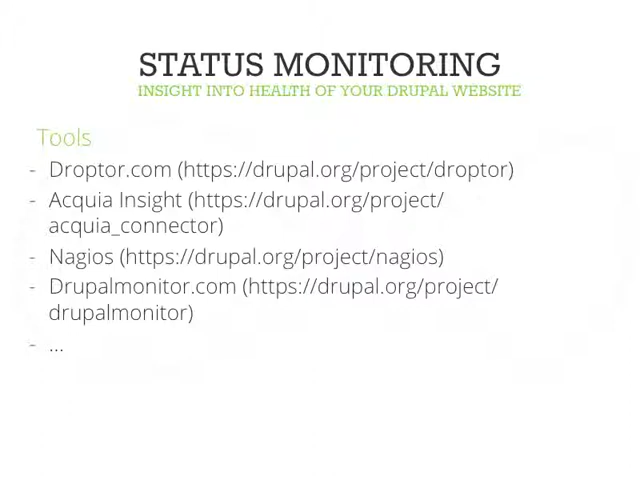 STATUS MONITORING
INSIGHT INTO HEALTH OF YOUR DRUPAL WEBSITE
Tools
- Droptor.com (https://drupal.org/project/droptor)
- Acquia Insight (https://drupal.org/project/
acquia_connector)
- Nagios (https://drupal.org/project/nagios)
- Drupalmonitor.com (https://drupal.org/project/
drupalmonitor)
- ...